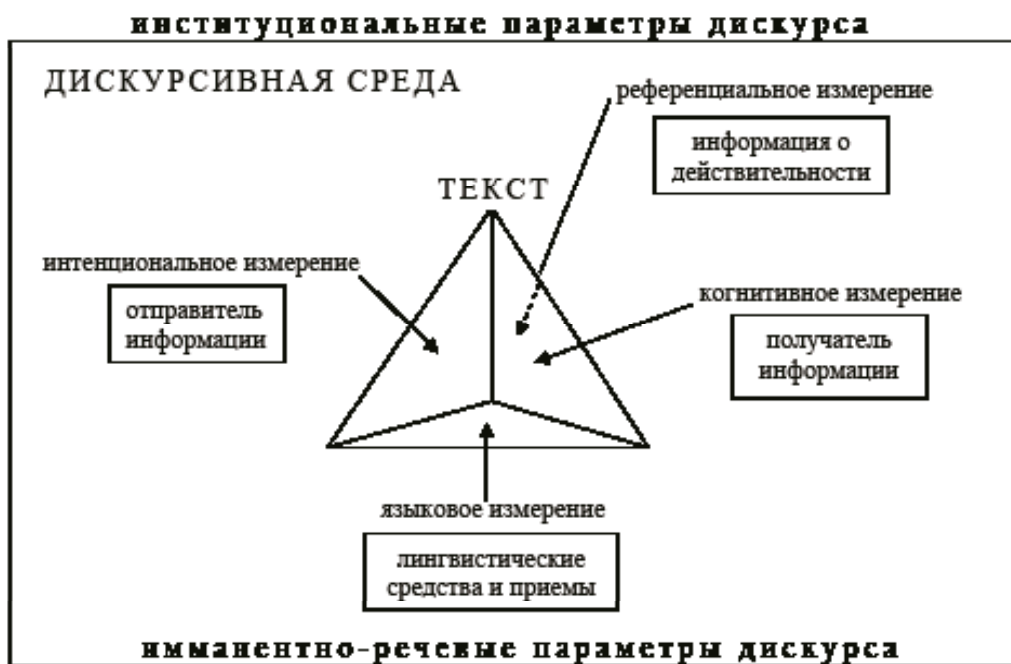 институциональные параметры дискурса
ДИСКУРСИВНАЯ СРЕДА
референциальное измерение
информация о
действительности
ТЕКСТ
интенциональное измерение
отправитель
информации
когнитивное измерение
получатель
информации
языковое измерение
лингвистические
средства и приемы
имманентно-речевые параметры дискурса